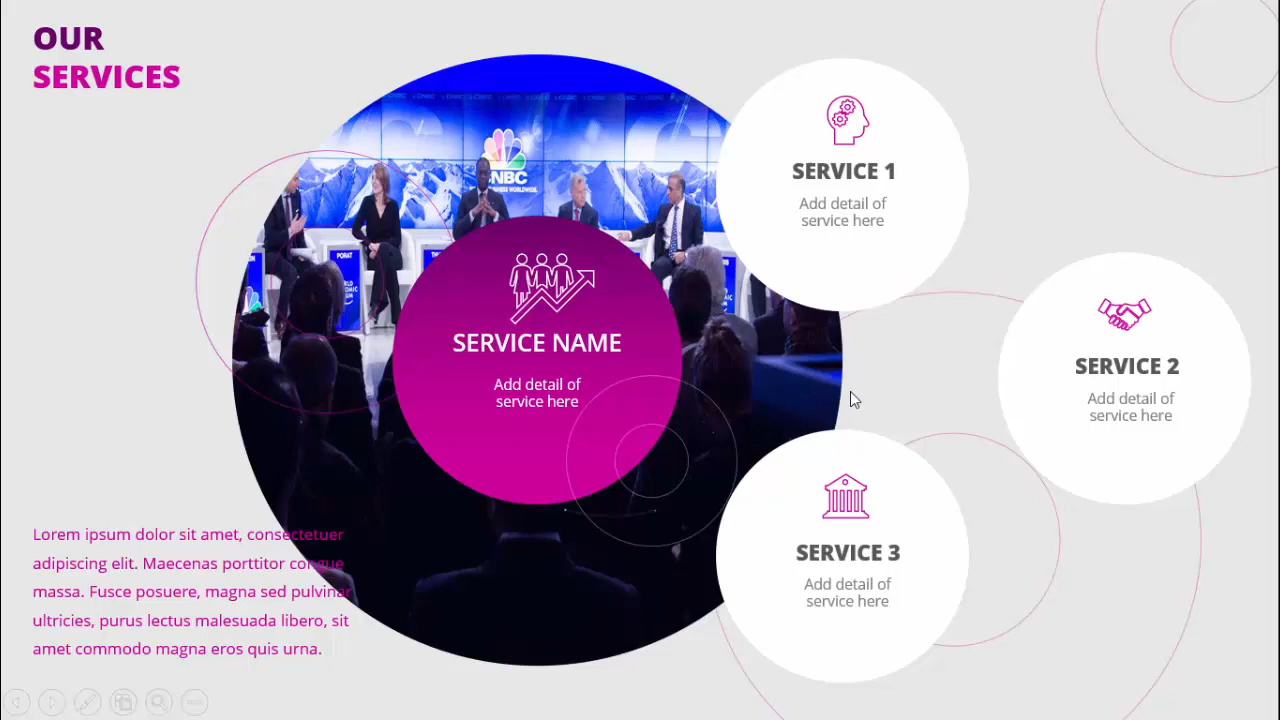 OUR
SERVICES
NBC
BUSINESS WORLDWIDE.
PORAT
SERVICE NAME
Add detail of
service here
SERVICE 1
Add detail of
service here
SERVICE 2
Add detail of
service here
SERVICE 3
Add detail of
service here
Lorem ipsum dolor sit amet, consectetuer
adipiscing elit. Maecenas porttitor congue
massa. Fusce posuere, magna sed pulvinar
ultricies, purus lectus malesuada libero, sit
amet commodo magna eros quis urna.